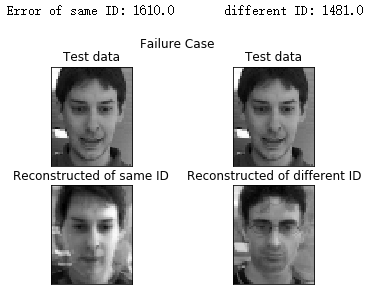 Error of same ID: 1610.0 different ID: 1481.0
Failure Case
Test data Test data
Reconstructed of same ID Reconstructed of different ID